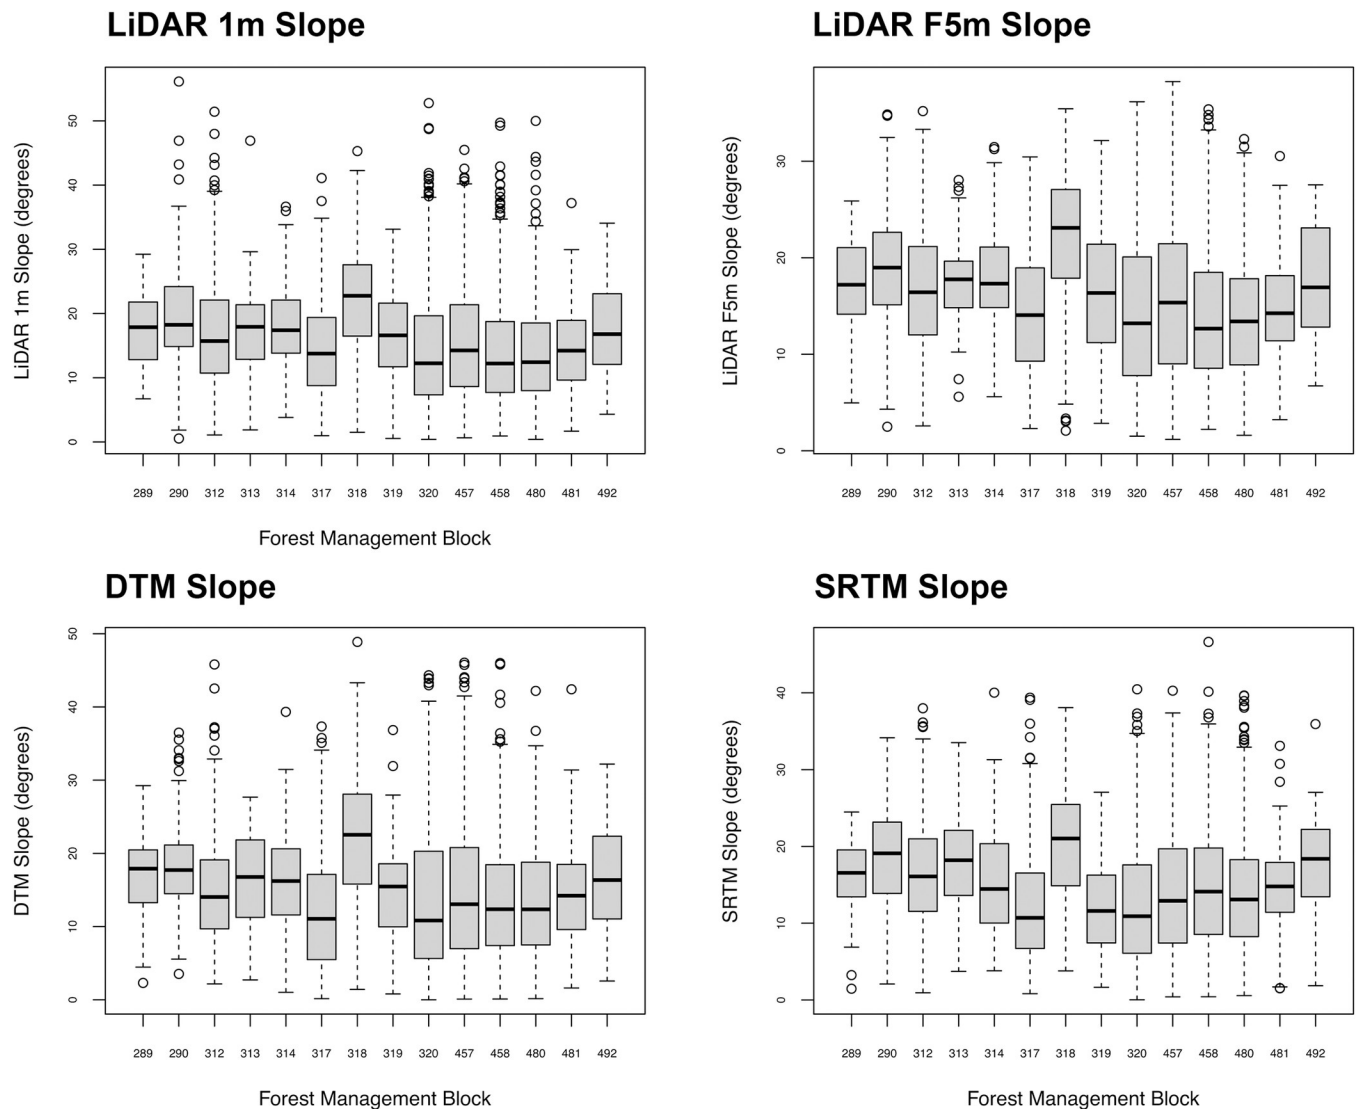 LiDAR 1m Slope
LiDAR 1m Slope (degrees)
50
40
30
20
10
0
289 290 312 313 314 317 318 319 320 457 458 480 481 492
Forest Management Block
LiDAR F5m Slope
LiDAR F5m Slope (degrees)
30
20
10
0
289 290 312 313 314 317 318 319 320 457 458 480 481 492
DTM Slope
DTM Slope (degrees)
50
40
30
20
10
0
289 290 312 313 314 317 318 319 320 457 458 480 481 492
Forest Management Block
SRTM Slope
SRTM Slope (degrees)
40
30
20
10
0
289 290 312 313 314 317 318 319 320 457 458 480 481 492
Forest Management Block